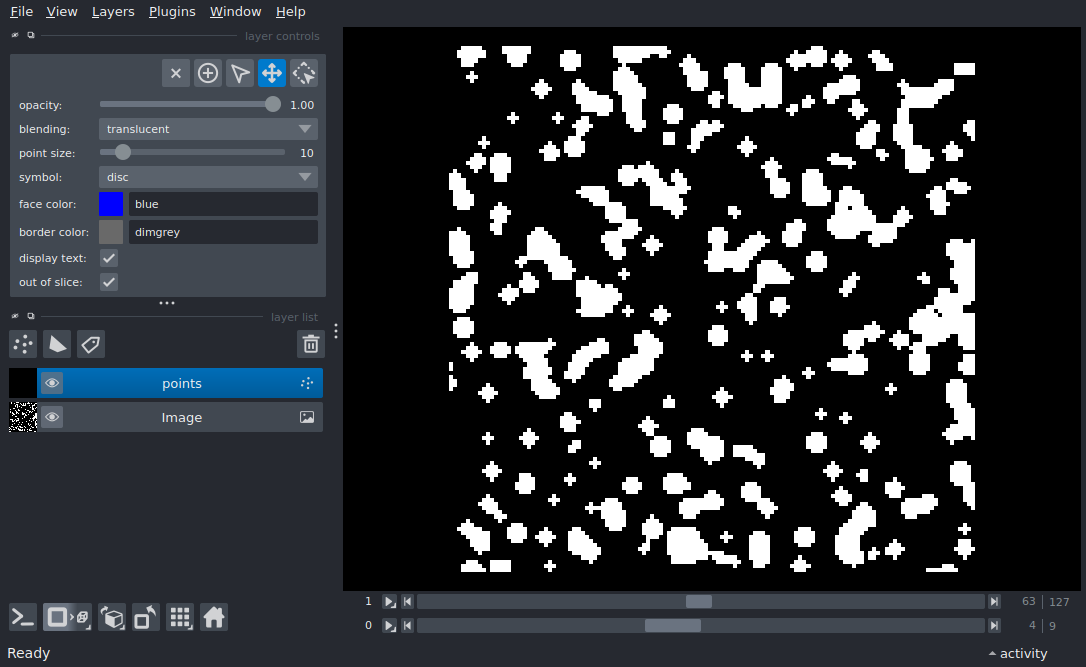 File View Layers Plugins Window Help
layer controls
opacity: 1.00
blending: translucent
point size: 10
symbol: disc
face color: blue
border color: dimgrey
display text:
out of slice:
layer list
points
Image
1 63 | 127
0 4 | 9
Ready activity